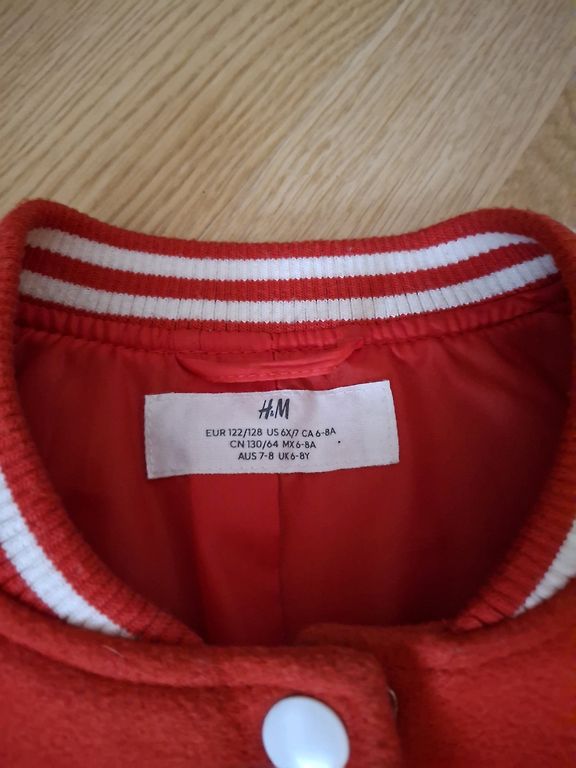 H&M
EUR 122/128 US 6X/7 CA 6-8A
CN 130/64 MX 6-8A
AUS 7-8 UK 6-8Y